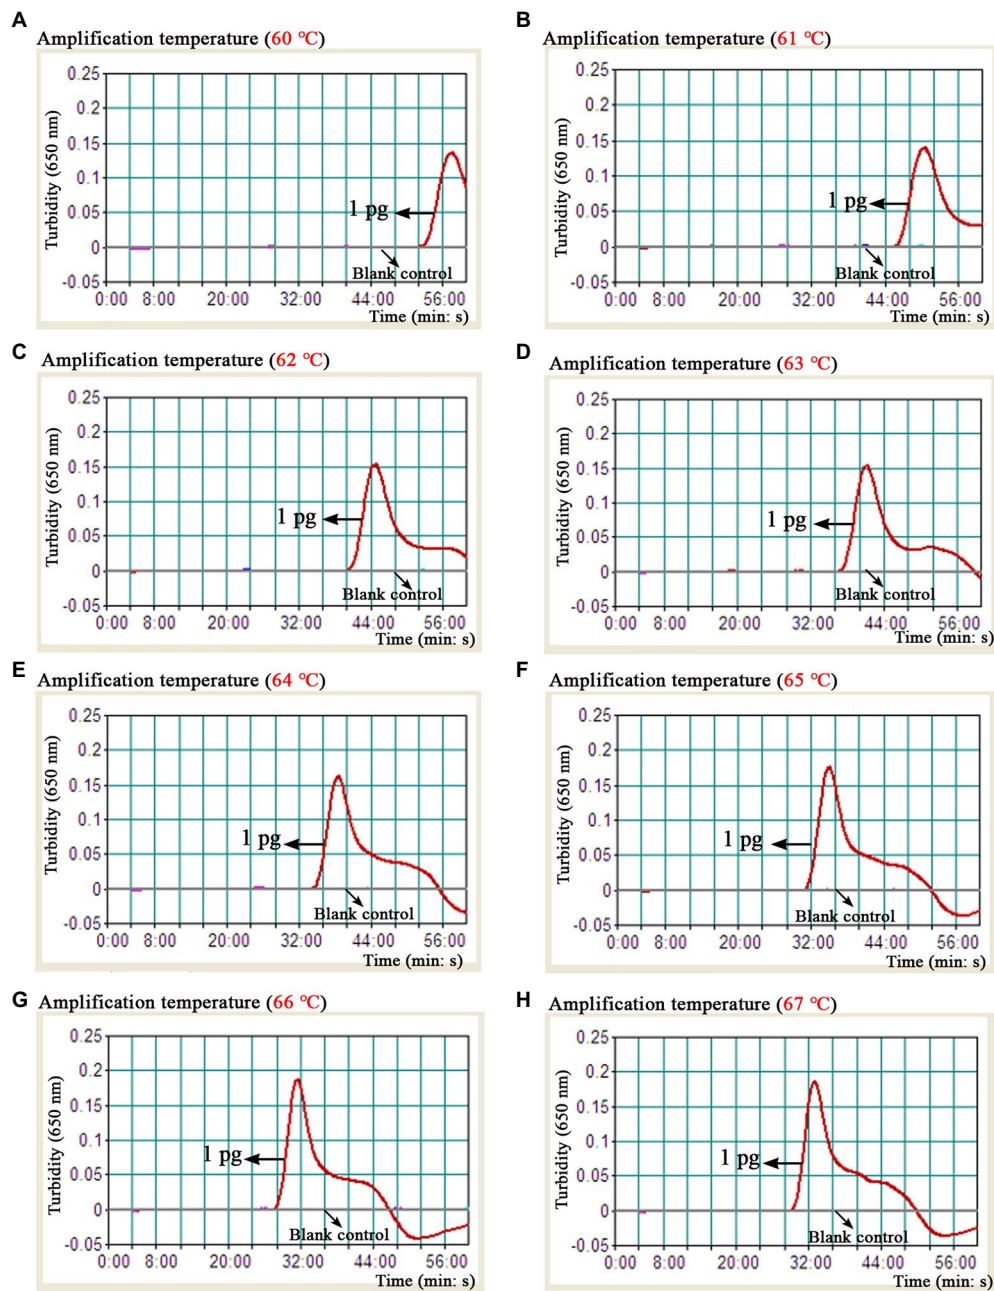 A
Amplification temperature (60 ℃)
Turbidity (650 nm)
0.25
0.2
0.15
0.1
0.05
0
-0.05
1 pg
Blank control
0:00 8:00 20:00 32:00 44:00 56:00
Time (min: s)
B
Amplification temperature (61 ℃)
Turbidity (650 nm)
0.25
0.2
0.15
0.1
0.05
0
-0.05
1 pg
Blank control
0:00 8:00 20:00 32:00 44:00 56:00
Time (min: s)
C
Amplification temperature (62 ℃)
Turbidity (650 nm)
0.25
0.2
0.15
0.1
0.05
0
-0.05
1 pg
Blank control
0:00 8:00 20:00 32:00 44:00 56:00
Time (min: s)
D
Amplification temperature (63 ℃)
Turbidity (650 nm)
0.25
0.2
0.15
0.1
0.05
0
-0.05
1 pg
Blank control
0:00 8:00 20:00 32:00 44:00 56:00
Time (min: s)
E
Amplification temperature (64 ℃)
Turbidity (650 nm)
0.25
0.2
0.15
0.1
0.05
0
-0.05
1 pg
Blank control
0:00 8:00 20:00 32:00 44:00 56:00
Time (min: s)
F
Amplification temperature (65 ℃)
Turbidity (650 nm)
0.25
0.2
0.15
0.1
0.05
0
-0.05
1 pg
Blank control
0:00 8:00 20:00 32:00 44:00 56:00
Time (min: s)
G
Amplification temperature (66 ℃)
Turbidity (650 nm)
0.25
0.2
0.15
0.1
0.05
0
-0.05
1 pg
Blank control
0:00 8:00 20:00 32:00 44:00 56:00
Time (min: s)
H
Amplification temperature (67 ℃)
Turbidity (650 nm)
0.25
0.2
0.15
0.1
0.05
0
-0.05
1 pg
Blank control
0:00 8:00 20:00 32:00 44:00 56:00
Time (min: s)